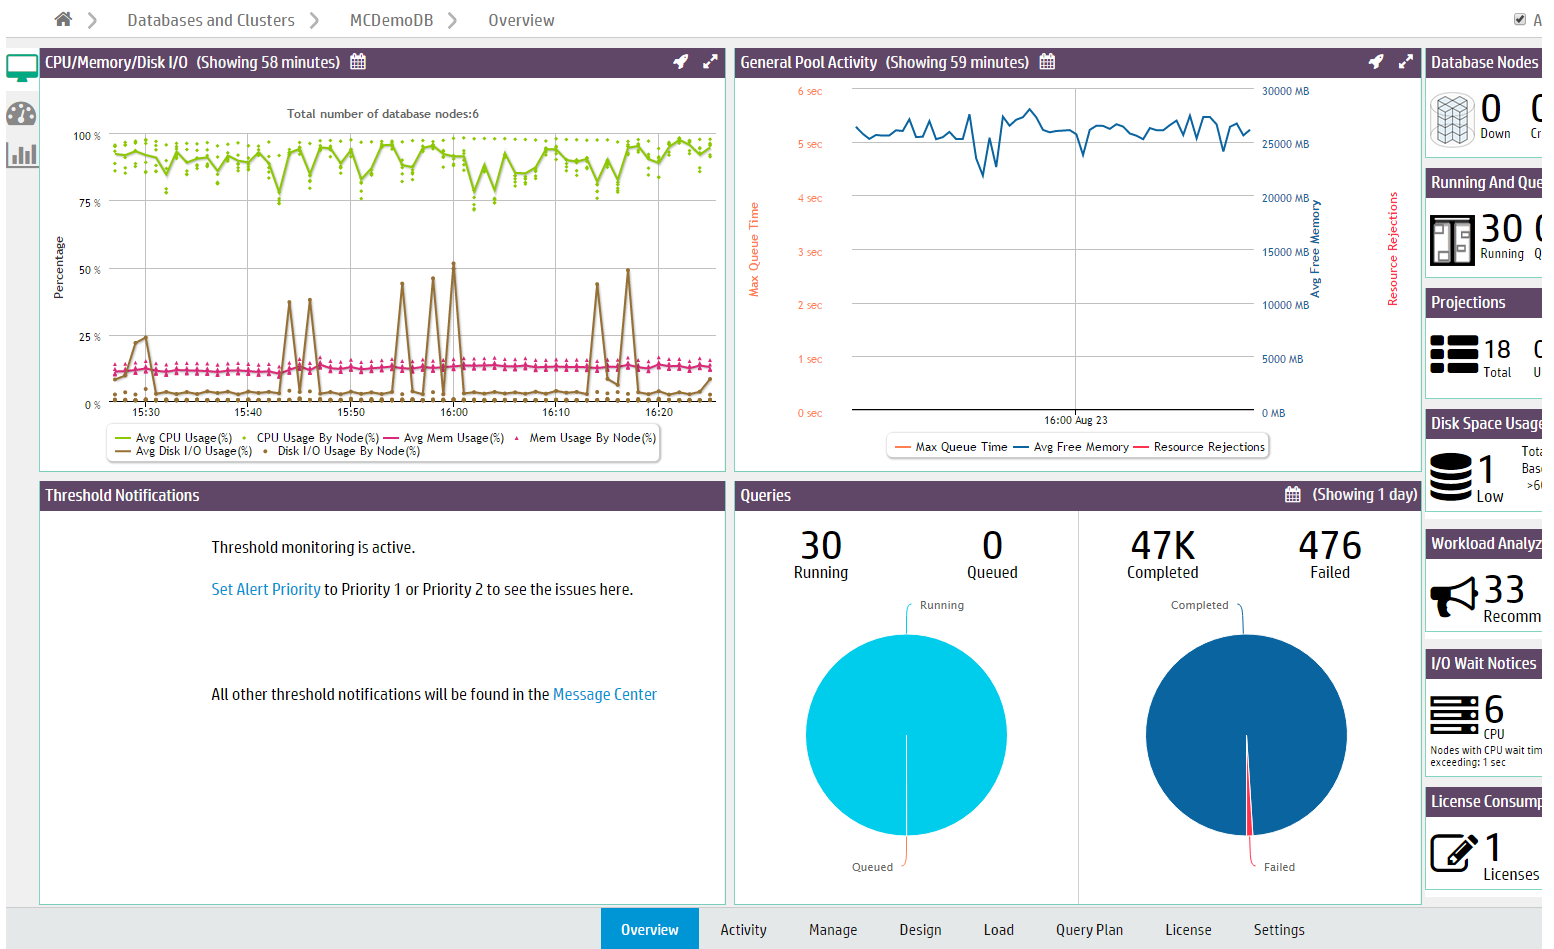 Databases and Clusters
MCDemoDB
Overview
A
CPU/Memory/Disk I/O (Showing 58 minutes)
Total number of database nodes:6
100 %
75 %
50 %
25 %
0 %
Percentage
15:30
15:40
15:50
16:00
16:10
16:20
Avg CPU Usage(%)
CPU Usage By Node(%)
Avg Mem Usage(%)
Mem Usage By Node(%)
Avg Disk I/O Usage(%)
Disk I/O Usage By Node(%)
General Pool Activity (Showing 59 minutes)
6 sec
5 sec
4 sec
3 sec
2 sec
1 sec
0 sec
Max Queue Time
30000 MB
25000 MB
20000 MB
15000 MB
10000 MB
5000 MB
0 MB
Avg Free Memory
Resource Rejections
16:00 Aug 23
Max Queue Time
Avg Free Memory
Resource Rejections
Database Nodes
0
Down
0
Cr
Running And Que
30
Running
0
Q
Projections
18
Total
0
U
Disk Space Usage
1
Low
Tota
Base
>60
Workload Analyz
33
Recomm
I/O Wait Notices
6
CPU
Nodes with CPU wait tim
exceeding: 1 sec
License Consump
1
Licenses
Threshold Notifications
Threshold monitoring is active.
Set Alert Priority to Priority 1 or Priority 2 to see the issues here.
All other threshold notifications will be found in the Message Center
Queries
(Showing 1 day)
30
Running
0
Queued
47K
Completed
476
Failed
Running
Queued
Completed
Failed
Overview
Activity
Manage
Design
Load
Query Plan
License
Settings